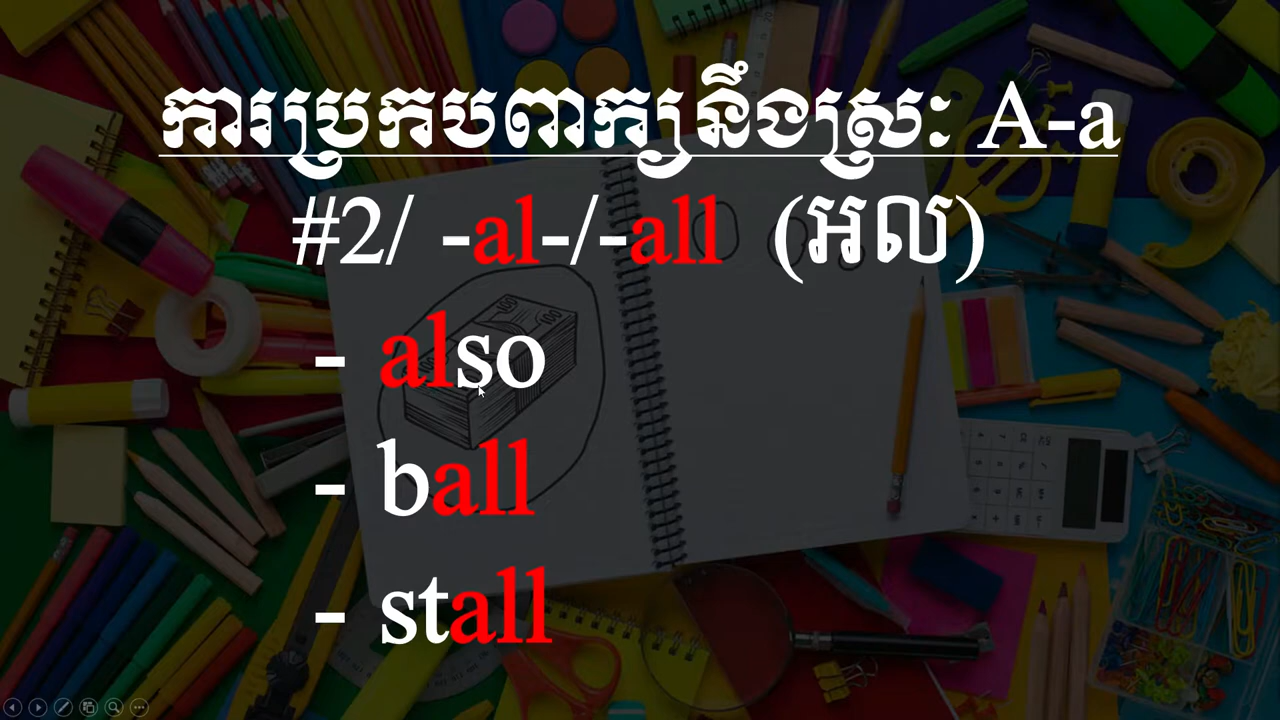 ការប្រកបពាក្យនឹងស្រៈ A-a
#2/ -al-/-all (អល)
- also
- ball
- stall